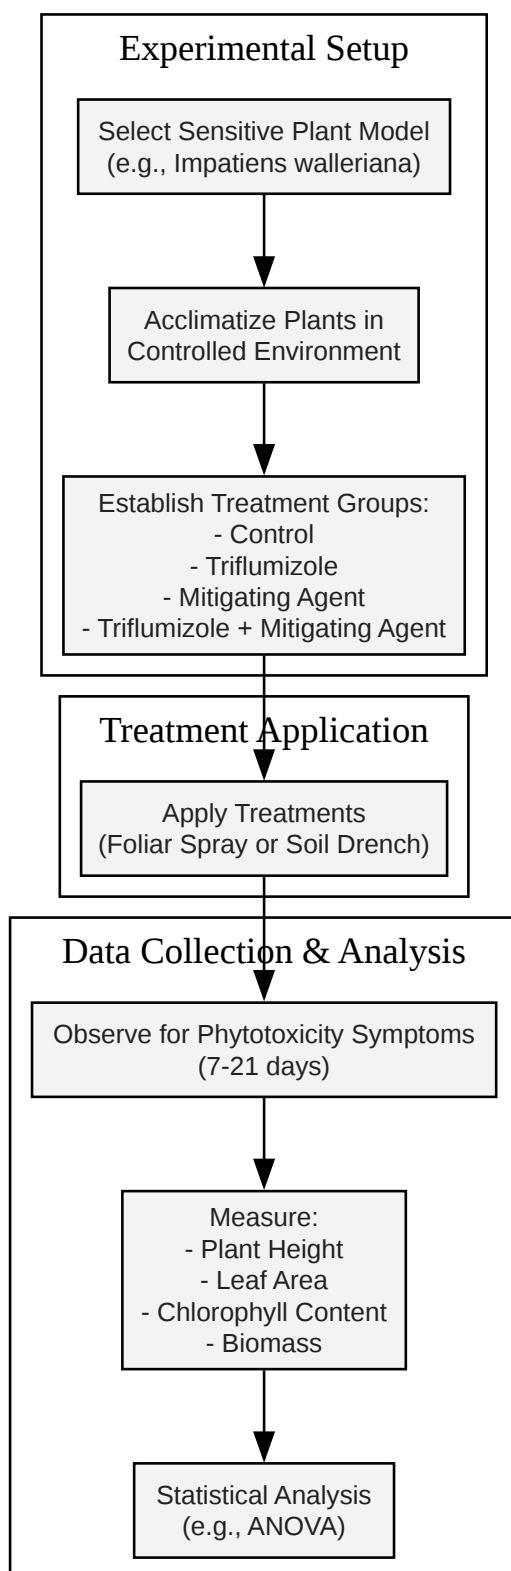 Experimental Setup
Select Sensitive Plant Model
(e.g., Impatiens walleriana)
Acclimatize Plants in
Controlled Environment
Establish Treatment Groups:
- Control
- Triflumizole
- Mitigating Agent
- Triflumizole + Mitigating Agent
Treatment Application
Apply Treatments
(Foliar Spray or Soil Drench)
Data Collection & Analysis
Observe for Phytotoxicity Symptoms
(7-21 days)
Measure:
- Plant Height
- Leaf Area
- Chlorophyll Content
- Biomass
Statistical Analysis
(e.g., ANOVA)